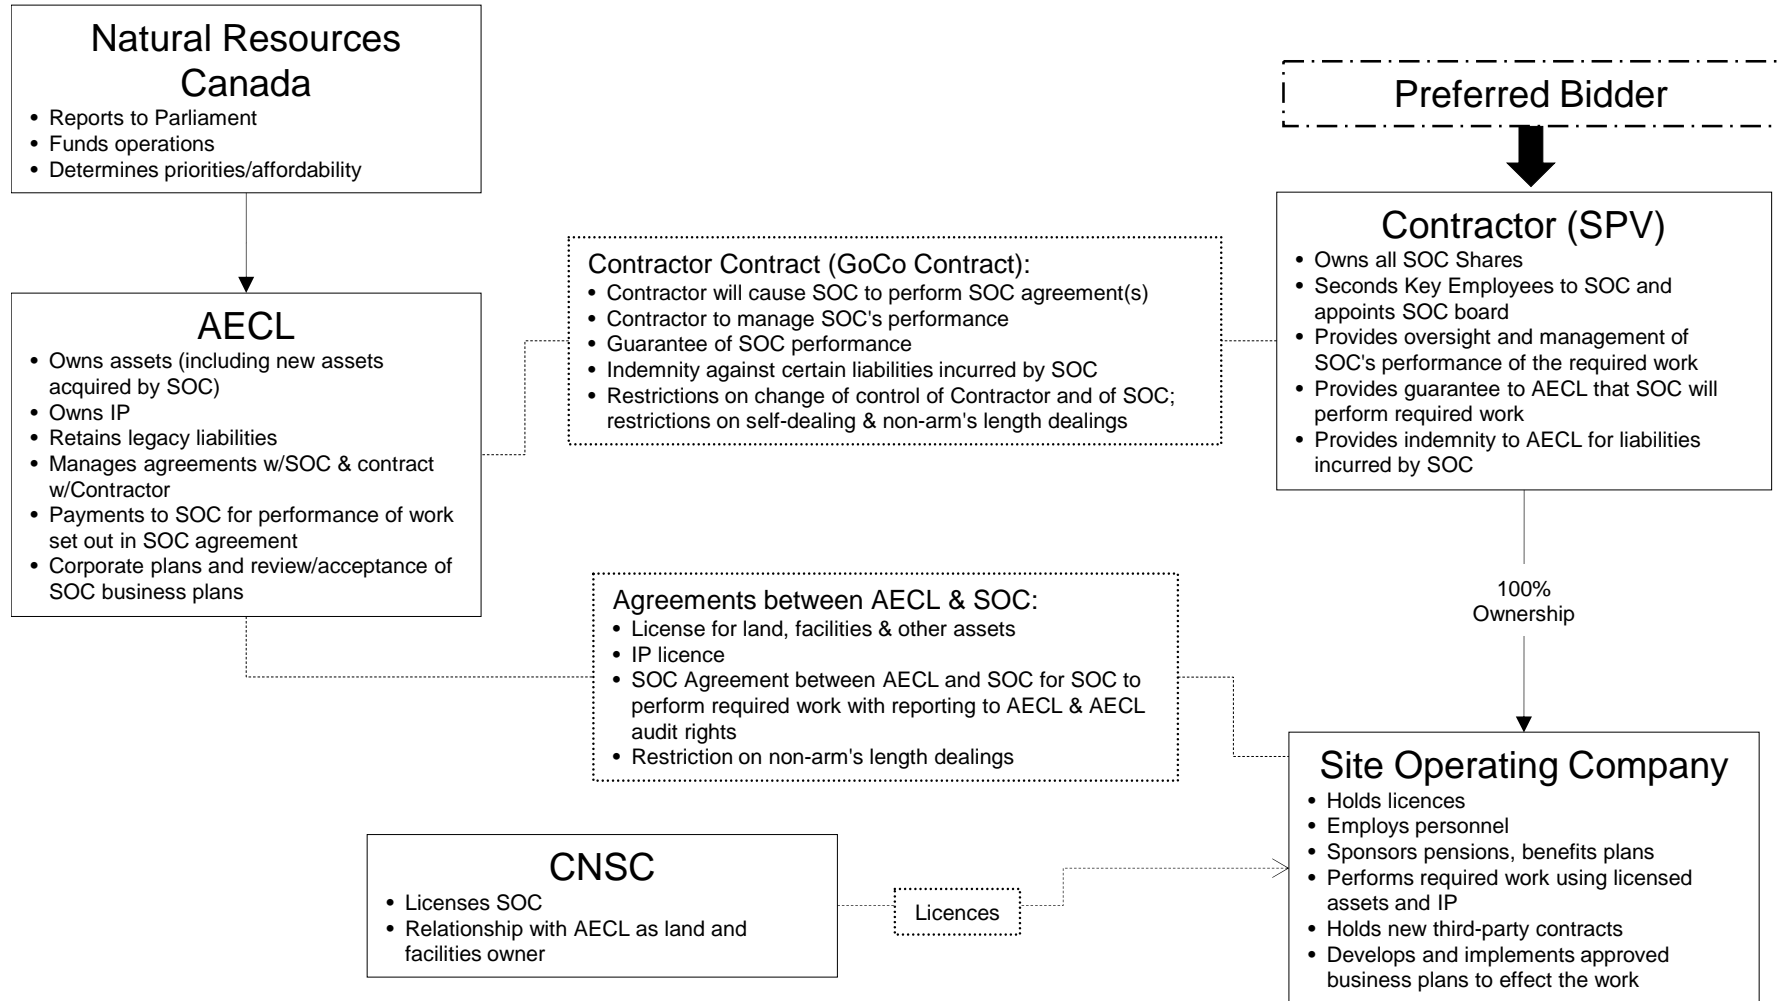 Natural Resources
Canada
• Reports to Parliament
• Funds operations
• Determines priorities/affordability
Preferred Bidder
Contractor (SPV)
• Owns all SOC Shares
• Seconds Key Employees to SOC and
appoints SOC board
• Provides oversight and management of
SOC's performance of the required work
• Provides guarantee to AECL that SOC will
perform required work
• Provides indemnity to AECL for liabilities
incurred by SOC
Contractor Contract (GoCo Contract):
• Contractor will cause SOC to perform SOC agreement(s)
• Contractor to manage SOC's performance
• Guarantee of SOC performance
• Indemnity against certain liabilities incurred by SOC
• Restrictions on change of control of Contractor and of SOC;
restrictions on self-dealing & non-arm's length dealings
AECL
• Owns assets (including new assets
acquired by SOC)
• Owns IP
• Retains legacy liabilities
• Manages agreements w/SOC & contract
w/Contractor
• Payments to SOC for performance of work
set out in SOC agreement
• Corporate plans and review/acceptance of
SOC business plans
100%
Ownership
Agreements between AECL & SOC:
• License for land, facilities & other assets
• IP licence
• SOC Agreement between AECL and SOC for SOC to
perform required work with reporting to AECL & AECL
audit rights
• Restriction on non-arm's length dealings
Site Operating Company
• Holds licences
• Employs personnel
• Sponsors pensions, benefits plans
• Performs required work using licensed
assets and IP
• Holds new third-party contracts
• Develops and implements approved
business plans to effect the work
CNSC
• Licenses SOC
• Relationship with AECL as land and
facilities owner
Licences